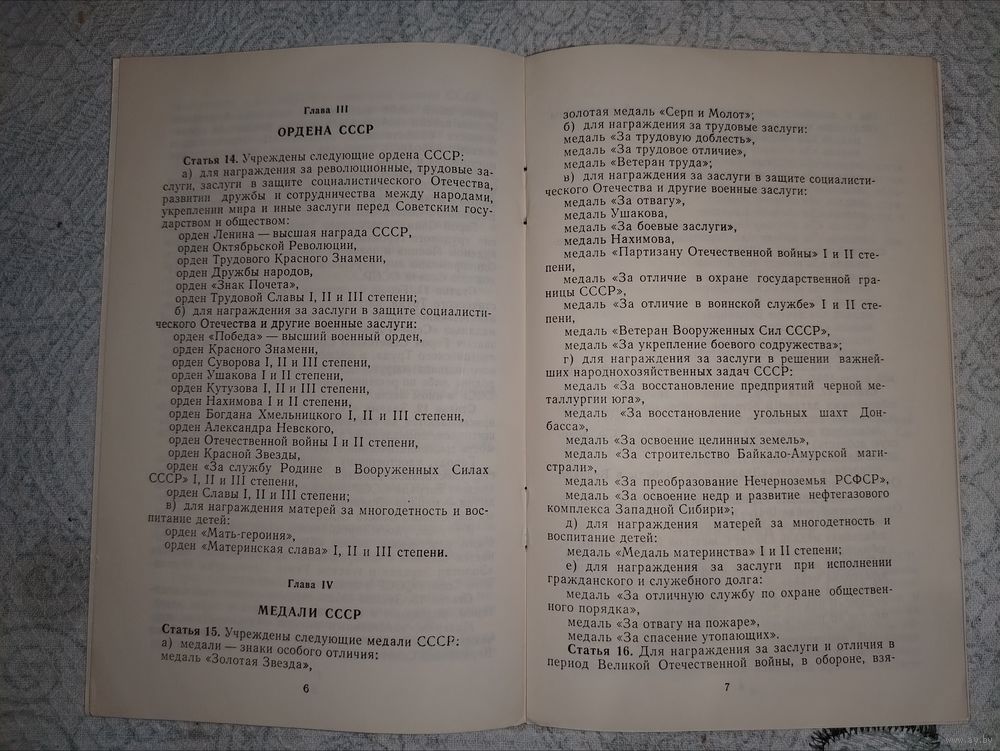 Глава III
ОРДЕНА СССР
Статья 14. Учреждены следующие ордена СССР:
а) для награждения за революционные, трудовые за-
слуги, заслуги в защите социалистического Отечества,
развитии дружбы и сотрудничества между народами,
укреплении мира и иные заслуги перед Советским госу-
дарством и обществом:
орден Ленина — высшая награда СССР,
орден Октябрьской Революции,
орден Трудового Красного Знамени,
орден Дружбы народов,
орден «Знак Почета»,
орден Трудовой Славы I, II и III степени;
б) для награждения за заслуги в защите социалисти-
ческого Отечества и другие военные заслуги:
орден «Победа» — высший военный орден,
орден Красного Знамени,
орден Суворова I, II и III степени,
орден Ушакова I и II степени,
орден Кутузова I, II и III степени,
орден Нахимова I и II степени,
орден Богдана Хмельницкого I, II и III степени,
орден Александра Невского,
орден Отечественной войны I и II степени,
орден Красной Звезды,
орден «За службу Родине в Вооруженных Силах
СССР» I, II и III степени,
орден Славы I, II и III степени;
в) для награждения матерей за многодетность и вос-
питание детей:
орден «Мать-героиня»,
орден «Материнская слава» I, II и III степени.
Глава IV
МЕДАЛИ СССР
Статья 15. Учреждены следующие медали СССР:
а) медали — знаки особого отличия:
медаль «Золотая Звезда»,
6
золотая медаль «Серп и Молот»;
б) для награждения за трудовые заслуги:
медаль «За трудовую доблесть»,
медаль «За трудовое отличие»,
медаль «Ветеран труда»;
в) для награждения за заслуги в защите социалисти-
ческого Отечества и другие военные заслуги:
медаль «За отвагу»,
медаль Ушакова,
медаль «За боевые заслуги»,
медаль Нахимова,
медаль «Партизану Отечественной войны» I и II сте-
пени,
медаль «За отличие в охране государственной гра-
ницы СССР»,
медаль «За отличие в воинской службе» I и II сте-
пени,
медаль «Ветеран Вооруженных Сил СССР»,
медаль «За укрепление боевого содружества»;
г) для награждения за заслуги в решении важней-
ших народнохозяйственных задач СССР:
медаль «За восстановление предприятий черной ме-
таллургии юга»,
медаль «За восстановление угольных шахт Дон-
басса»,
медаль «За освоение целинных земель»,
медаль «За строительство Байкало-Амурской маги-
страли»,
медаль «За преобразование Нечерноземья РСФСР»,
медаль «За освоение недр и развитие нефтегазового
комплекса Западной Сибири»;
д) для награждения матерей за многодетность и
воспитание детей:
медаль «Медаль материнства» I и II степени;
е) для награждения за заслуги при исполнении
гражданского и служебного долга:
медаль «За отличную службу по охране обществен-
ного порядка»,
медаль «За отвагу на пожаре»,
медаль «За спасение утопающих».
Статья 16. Для награждения за заслуги и отличия в
период Великой Отечественной войны, в обороне, взя-
7
www.ay.by